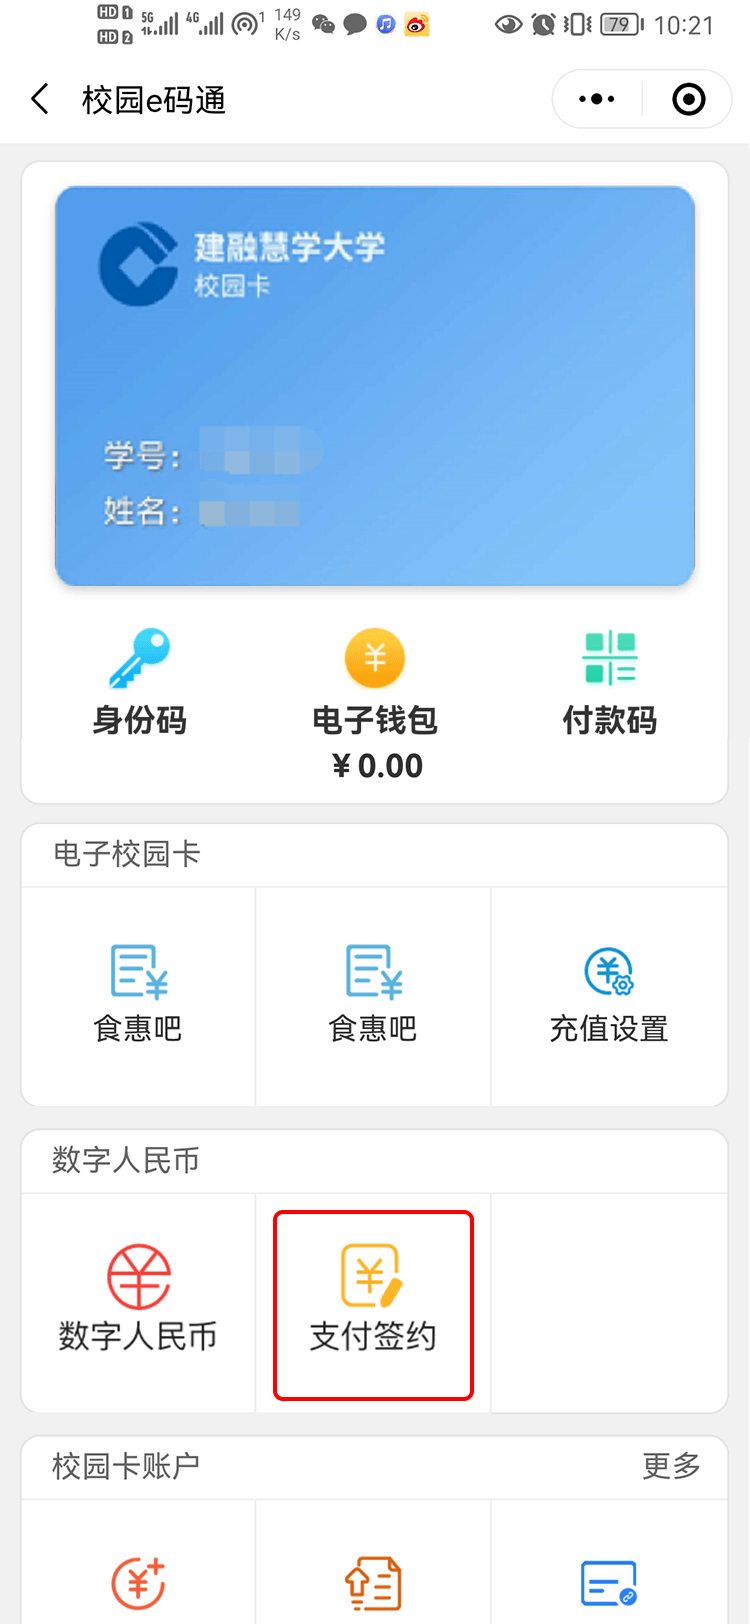 HD 1 5G 4G 1 149 79 10:21
HD 2 K/s
校园e码通
建融慧学大学
校园卡
学号：
姓名：
身份码 电子钱包 付款码
¥ 0.00
电子校园卡
食惠吧 食惠吧 充值设置
数字人民币
数字人民币 支付签约
校园卡账户 更多